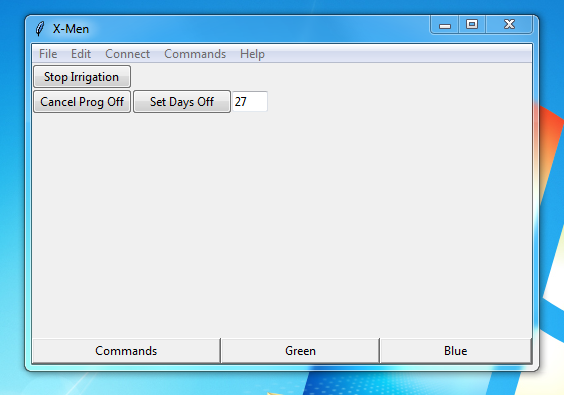 X-Men
File Edit Connect Commands Help
Stop Irrigation
Cancel Prog Off Set Days Off 27
Commands Green Blue